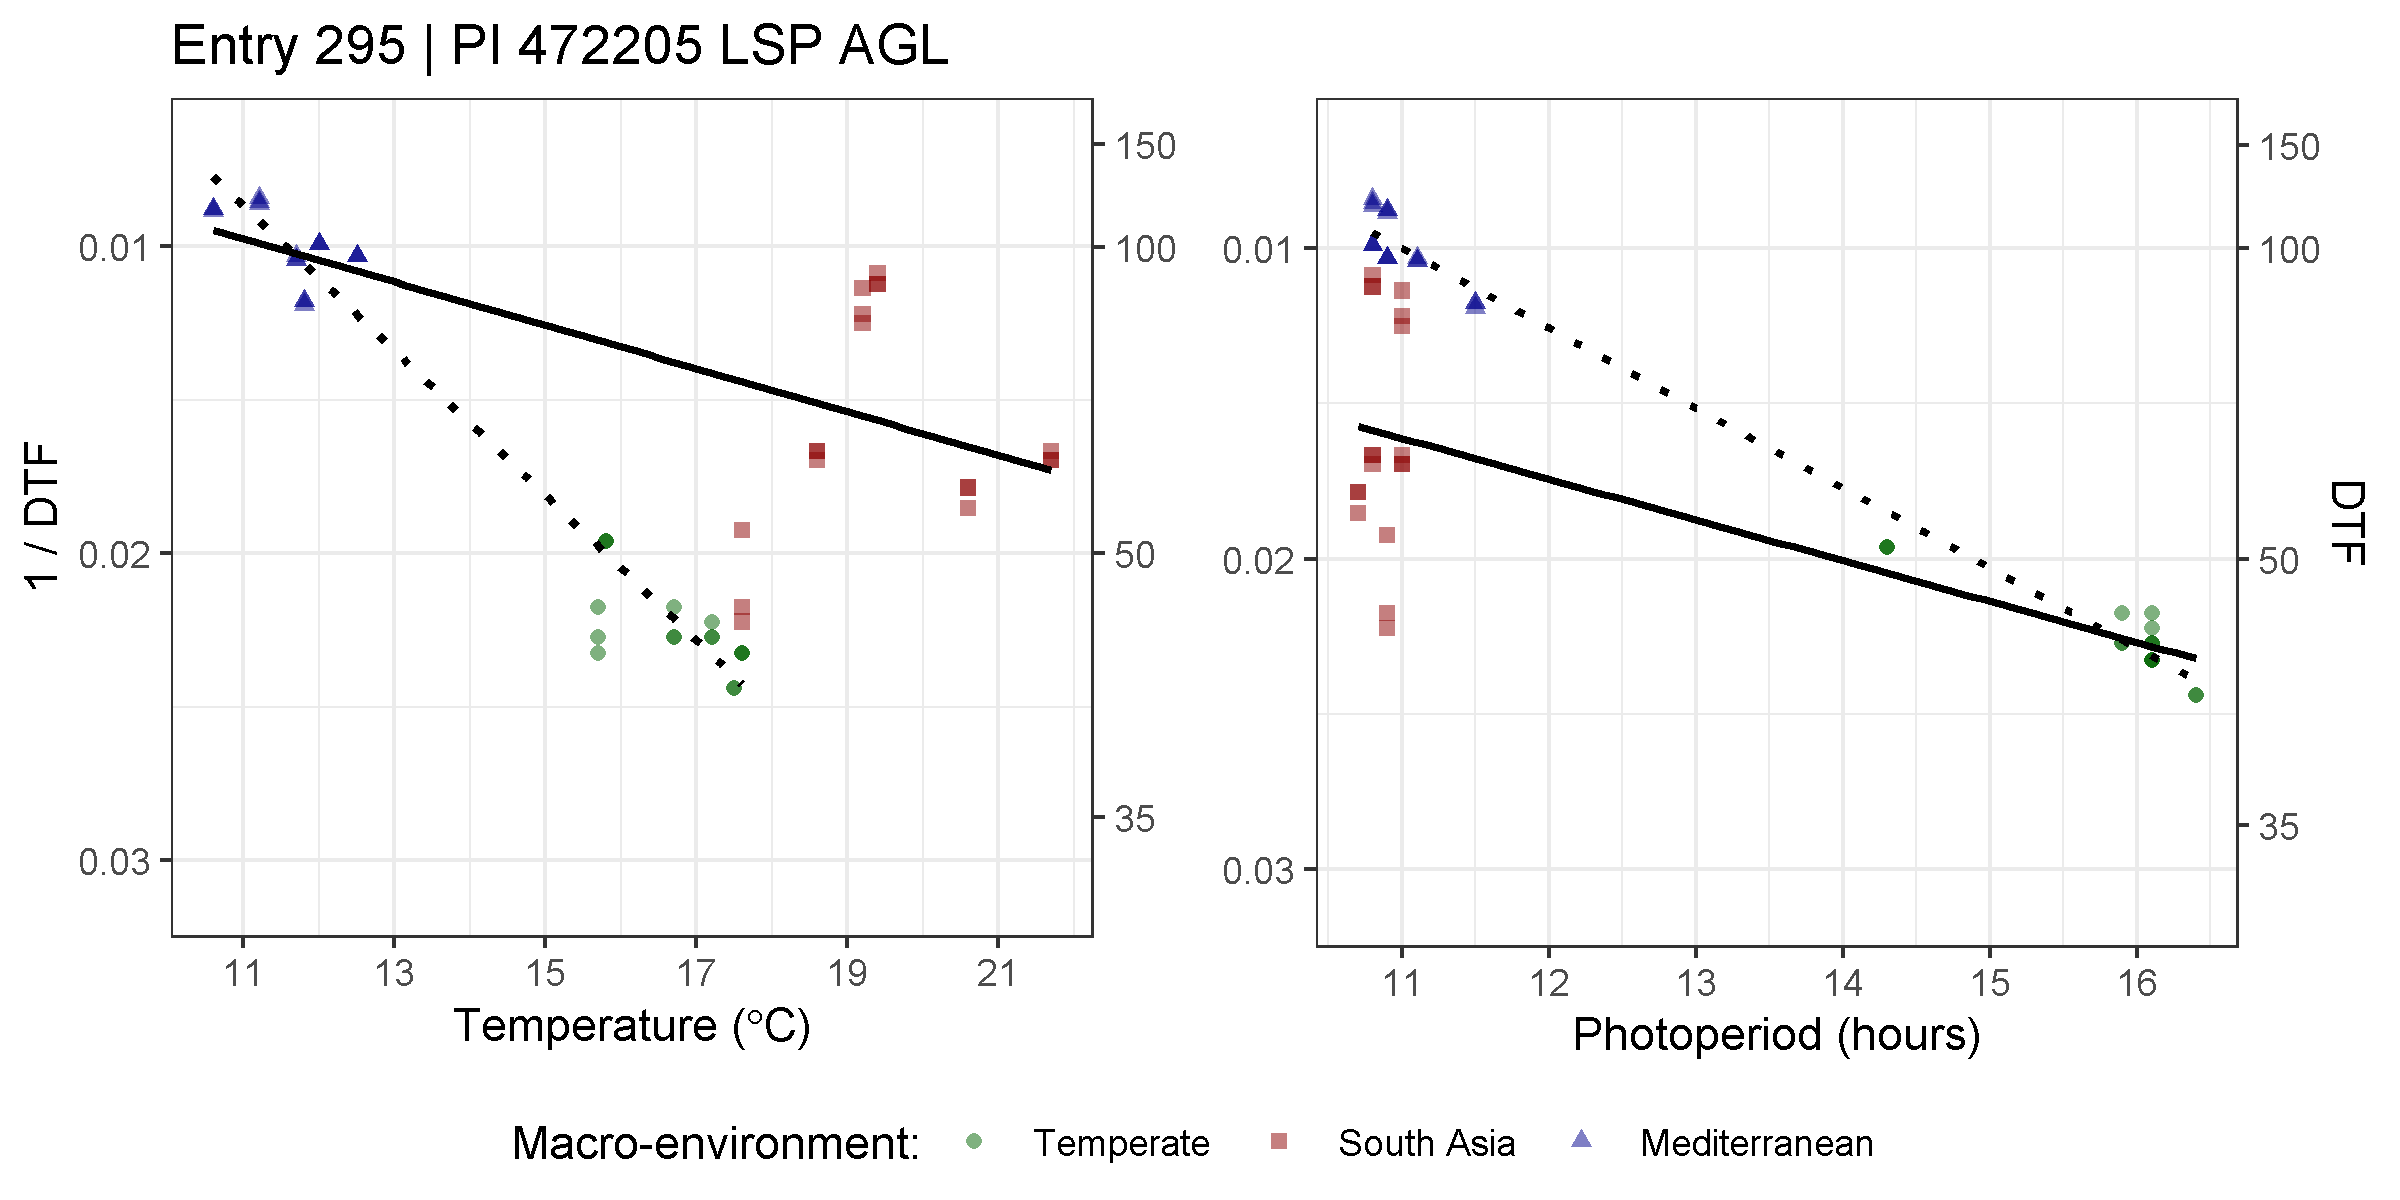 Entry 295 | PI 472205 LSP AGL
1 / DTF
0.01
0.02
0.03
150
100
50
35
11 13 15 17 19 21
Temperature (°C)
0.01
0.02
0.03
150
100
50
35
DTF
11 12 13 14 15 16
Photoperiod (hours)
Macro-environment: Temperate South Asia Mediterranean